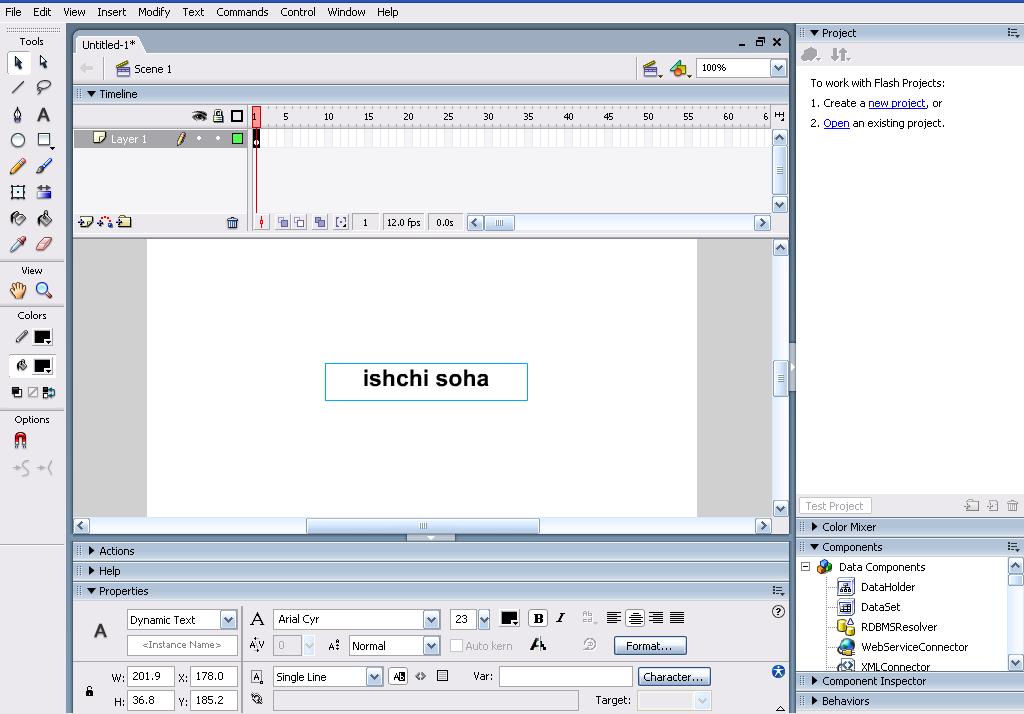 File Edit View Insert Modify Text Commands Control Window Help
Tools
Untitled-1*
Scene 1
100%
Timeline
1 5 10 15 20 25 30 35 40 45 50 55 60 6
Layer 1
1 12.0 fps 0.0s
View
Colors
Options
ishchi soha
Actions
Help
Properties
A
Dynamic Text
<Instance Name>
A Arial Cyr 23 B I
0 Normal Auto kern Format...
W: 201.9 X: 178.0
H: 36.8 Y: 185.2
Single Line Var: Character...
Target:
Project
To work with Flash Projects:
1. Create a new project, or
2. Open an existing project.
Test Project
Color Mixer
Components
Data Components
DataHolder
DataSet
RDBMSResolver
WebServiceConnector
XMLConnector
Component Inspector
Behaviors